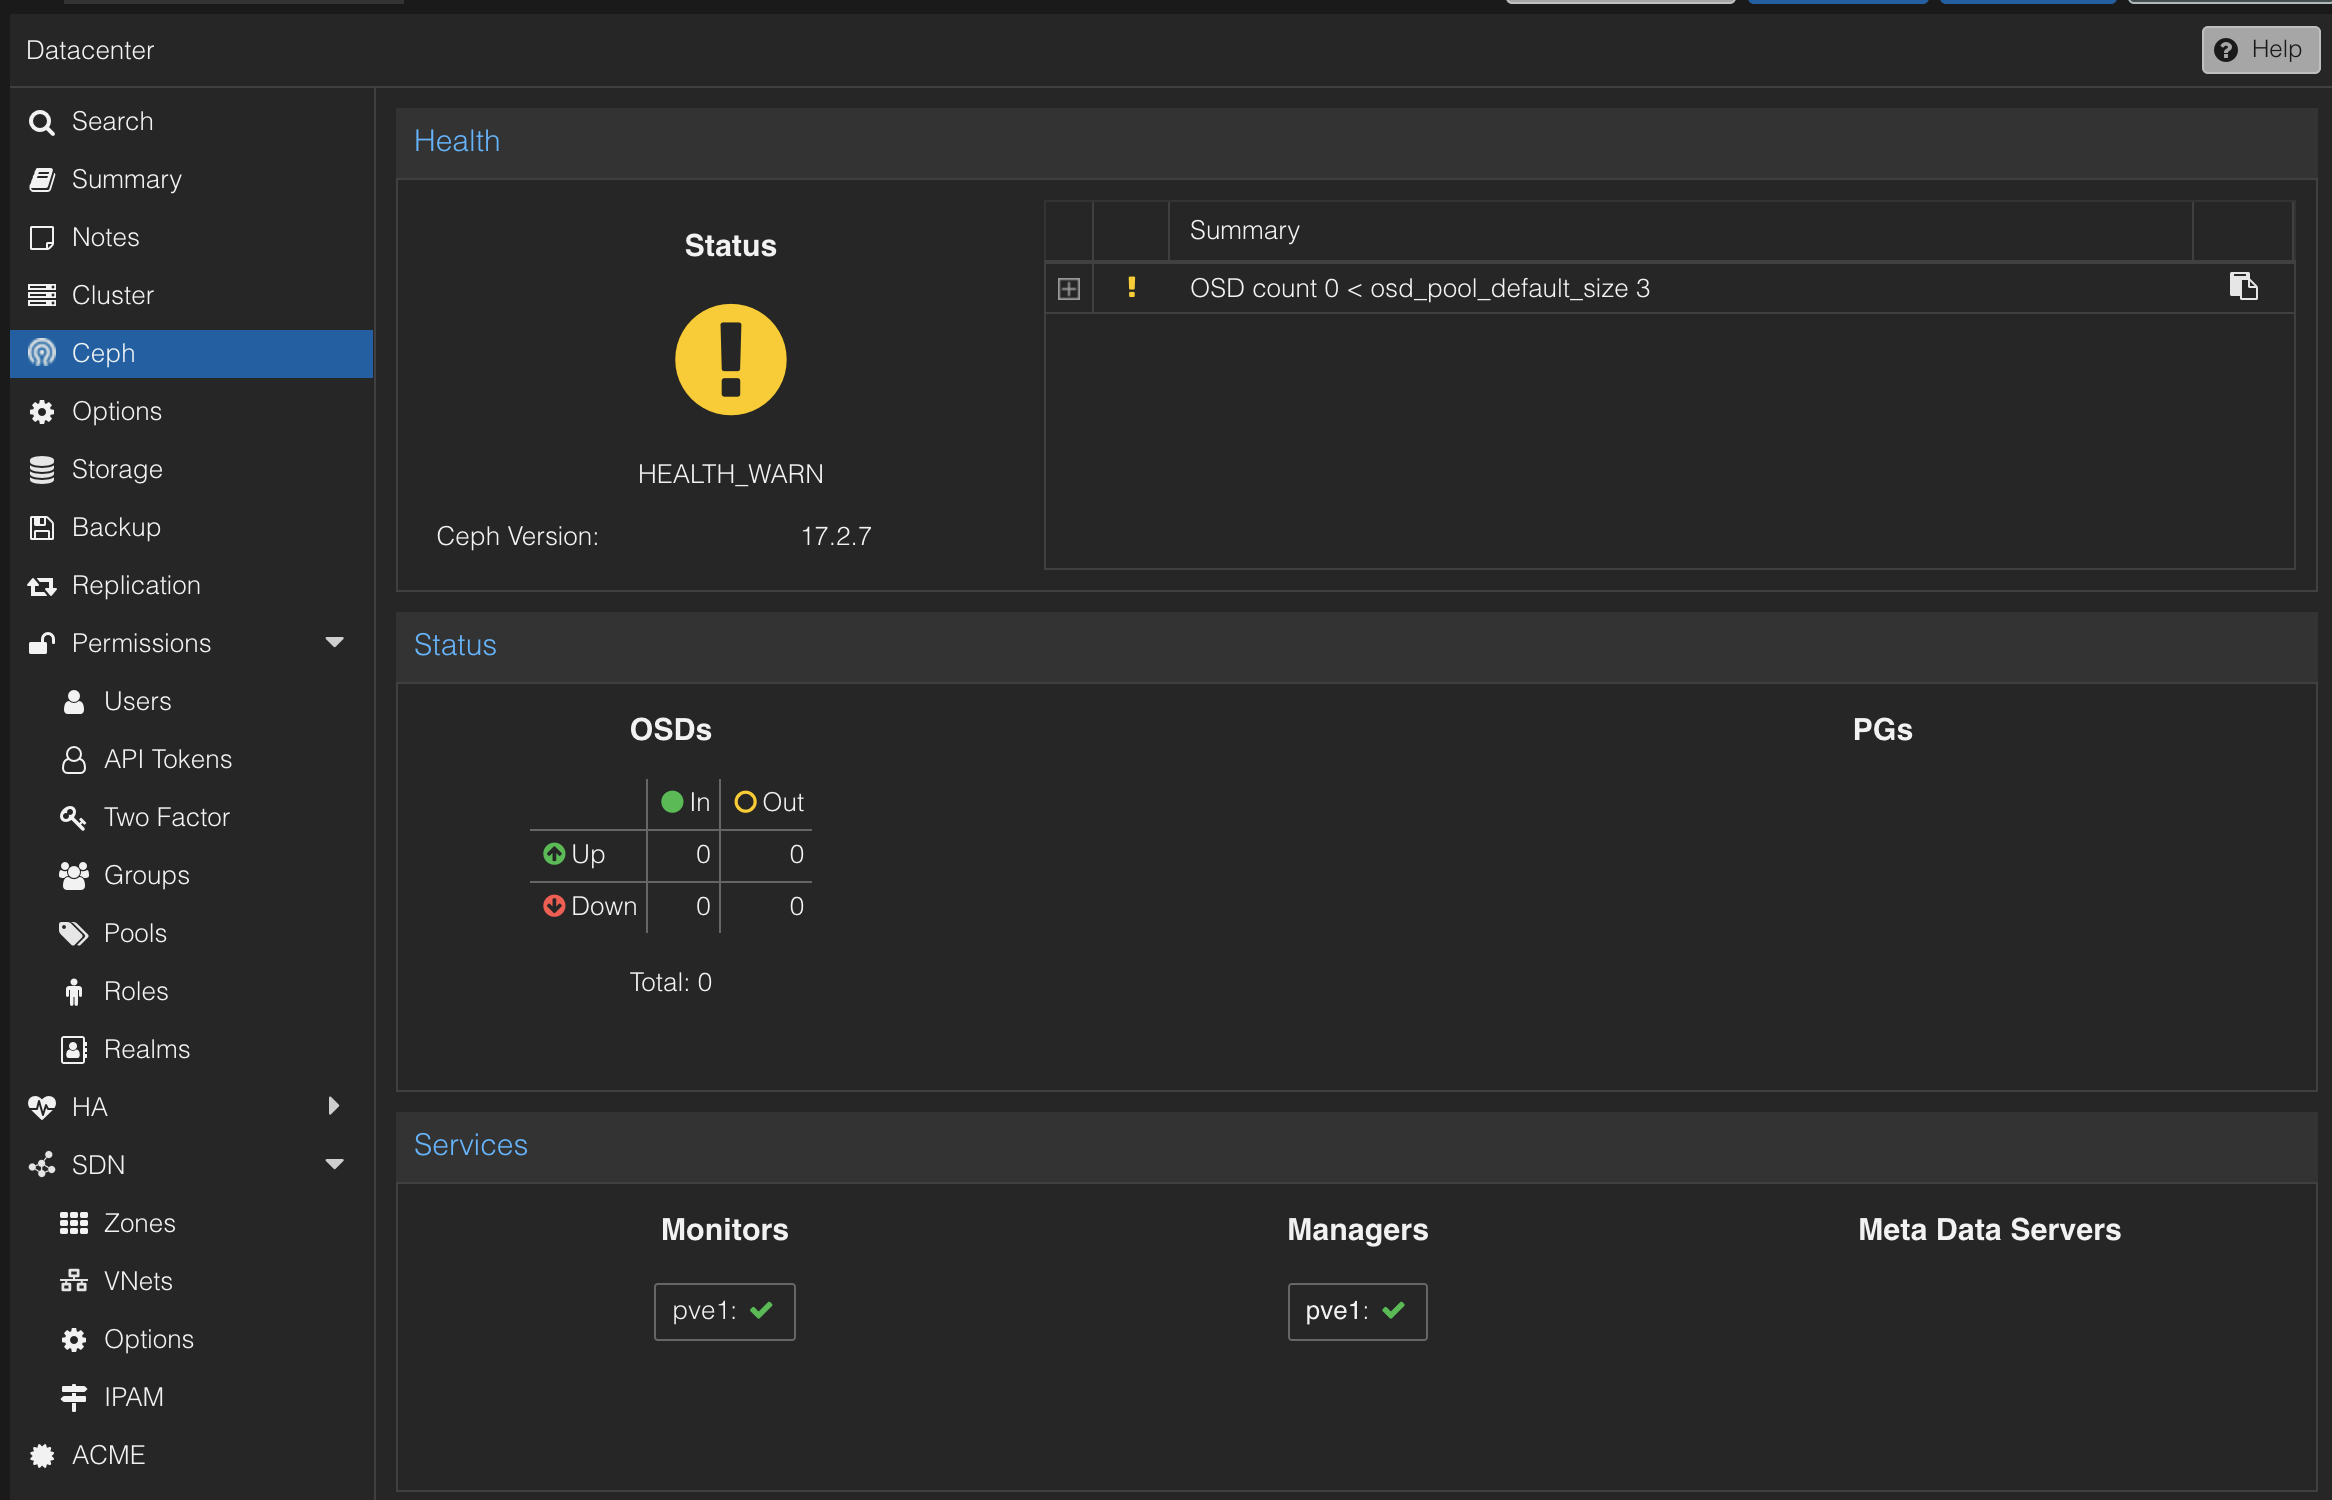 Datacenter
Help
Search
Summary
Notes
Cluster
Ceph
Options
Storage
Backup
Replication
Permissions
Users
API Tokens
Two Factor
Groups
Pools
Roles
Realms
HA
SDN
Zones
VNets
Options
IPAM
ACME
Health
Status
HEALTH_WARN
Ceph Version: 17.2.7
Summary
OSD count 0 < osd_pool_default_size 3
Status
OSDs
In Out
Up 0 0
Down 0 0
Total: 0
PGs
Services
Monitors
pve1:
Managers
pve1:
Meta Data Servers